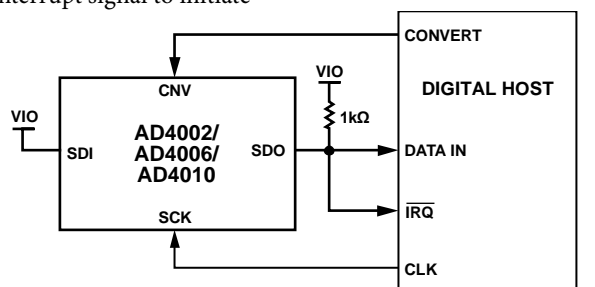 nterrupt signal to initiate
CONVERT
VIO
DIGITAL HOST
CNV
VIO
1kΩ
AD4002/
AD4006/
AD4010
SDI
SDO
DATA IN
IRQ
SCK
CLK